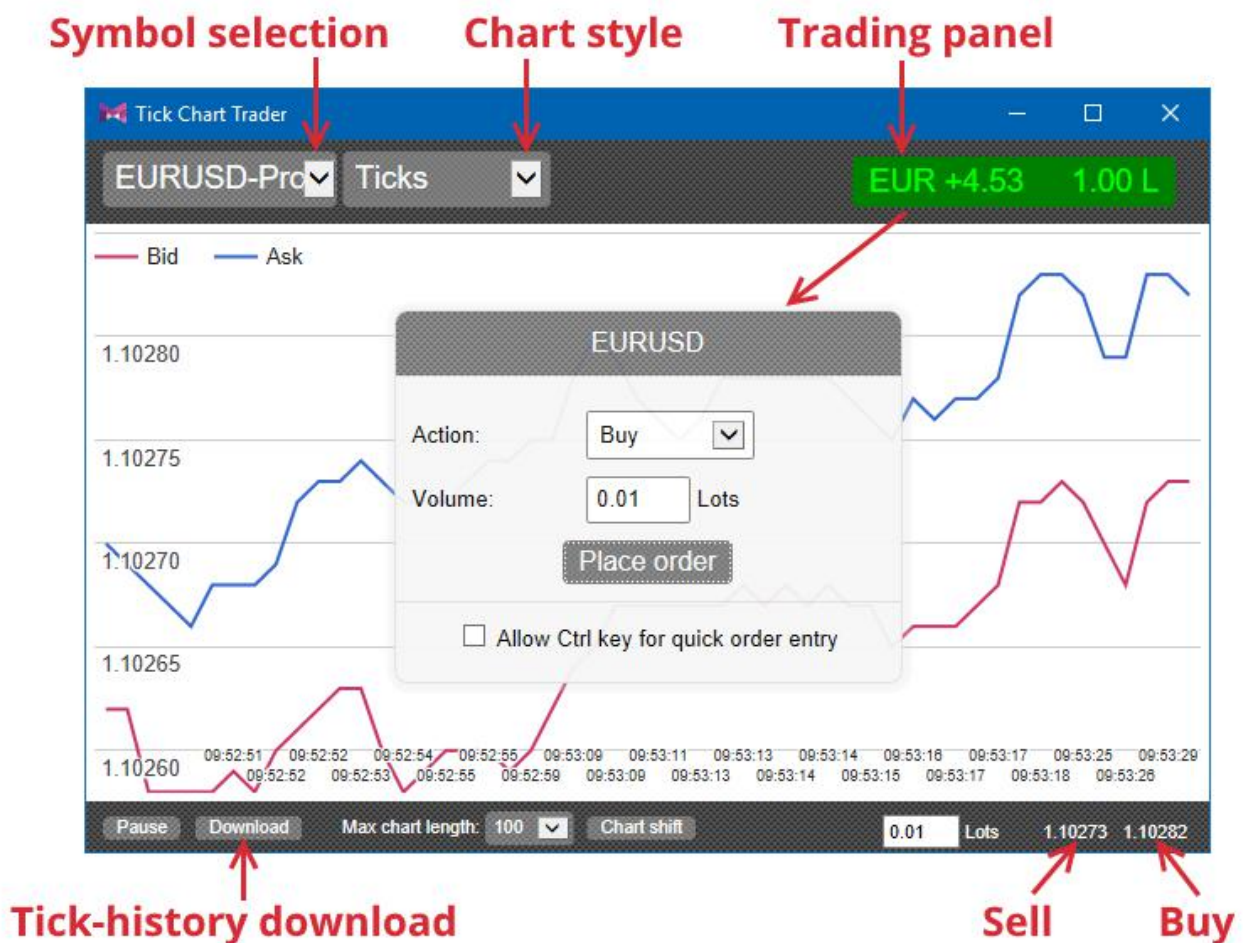 Symbol selection Chart style Trading panel
Tick Chart Trader
EURUSD-Pro Ticks EUR +4.53 1.00 L
Bid Ask
1.10280
1.10275
1.10270
1.10265
1.10260
EURUSD
Action: Buy
Volume: 0.01 Lots
Place order
Allow Ctrl key for quick order entry
09:52:51 09:52:52 09:52:54 09:52:55 09:53:09 09:53:11 09:53:13 09:53:14 09:53:16 09:53:17 09:53:25 09:53:29
09:52:52 09:52:53 09:52:55 09:52:59 09:53:09 09:53:13 09:53:14 09:53:15 09:53:17 09:53:18 09:53:26
Pause Download Max chart length: 100 Chart shift 0.01 Lots 1.10273 1.10282
Tick-history download Sell Buy